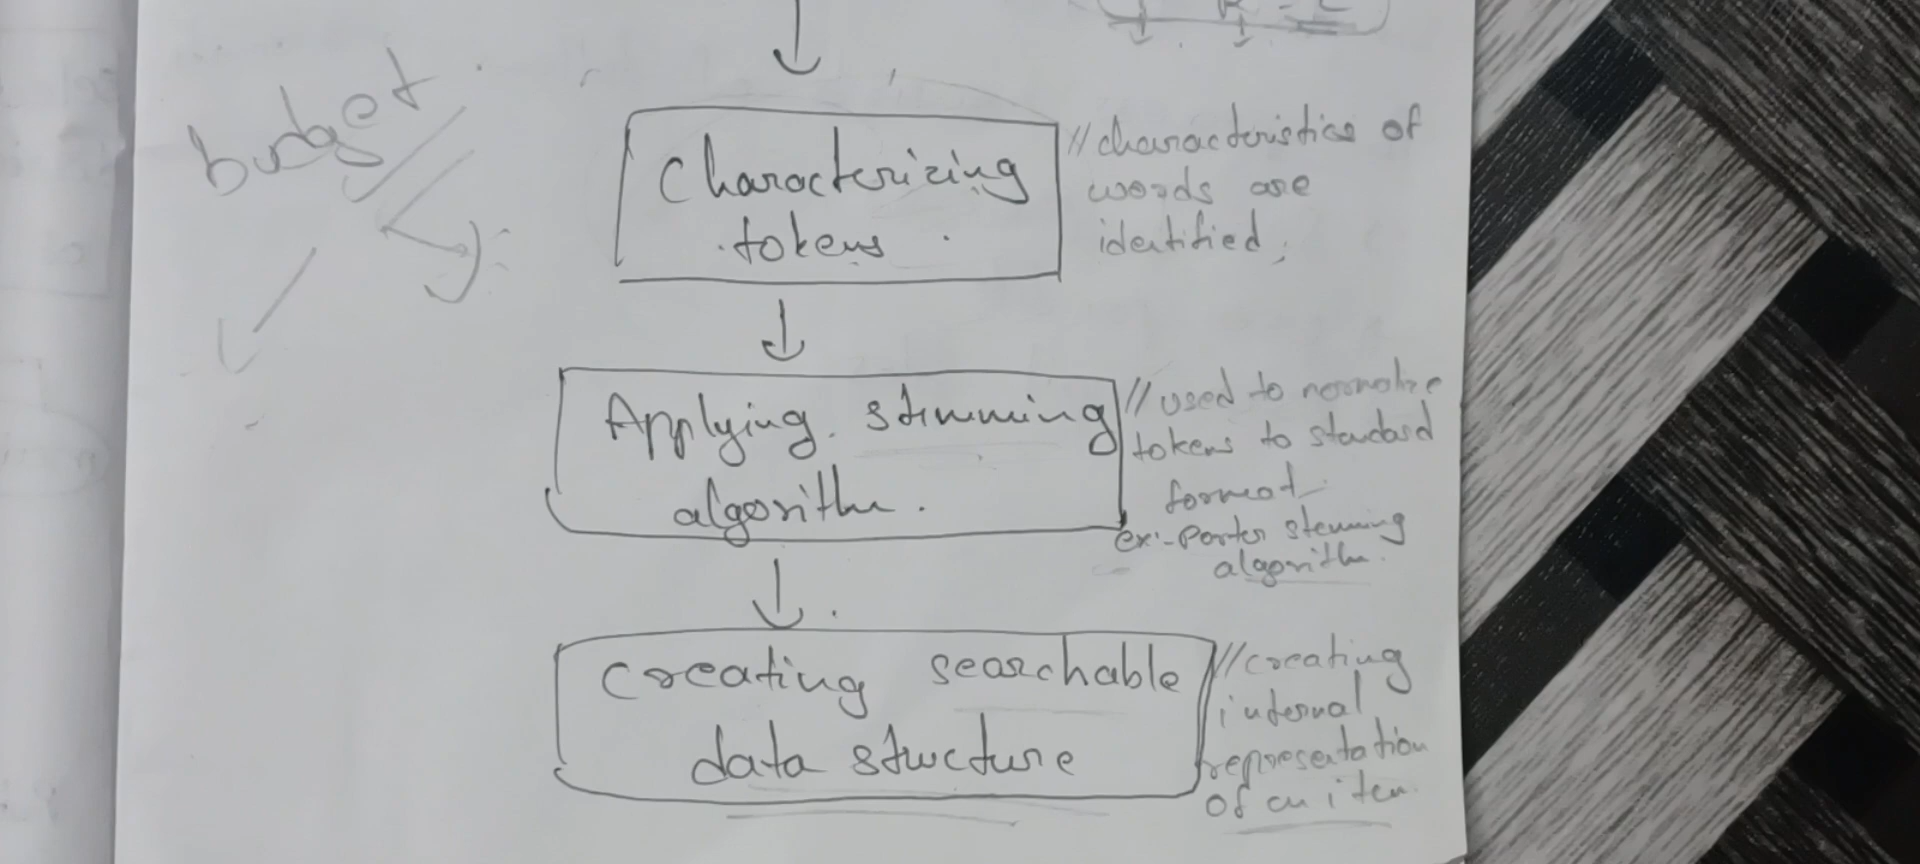 budget
Characterizing
tokens
// characteristics of
words are
identified,
Applying stemming
algorithm.
// used to normalize
tokens to standard
format
ex:- Porter stemming
algorithm.
Creating searchable
data structure
// creating
internal
representation
of an item.